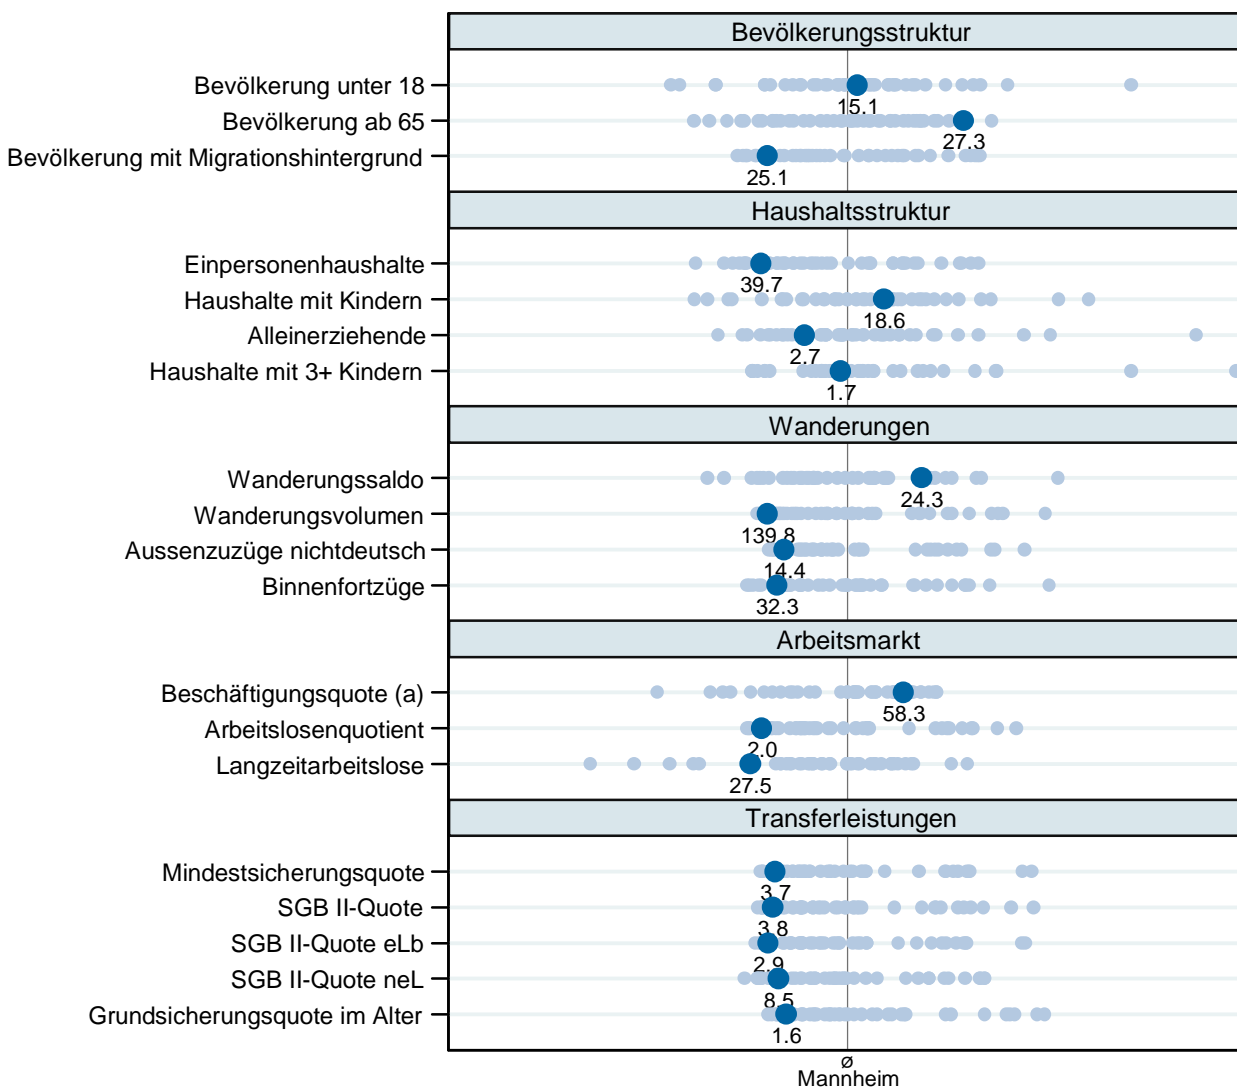 Bevölkerungsstruktur
Bevölkerung unter 18
15.1
Bevölkerung ab 65
27.3
Bevölkerung mit Migrationshintergrund
25.1
Haushaltsstruktur
Einpersonenhaushalte
39.7
Haushalte mit Kindern
18.6
Alleinerziehende
2.7
Haushalte mit 3+ Kindern
1.7
Wanderungen
Wanderungssaldo
24.3
Wanderungsvolumen
139.8
Aussenzuzüge nichtdeutsch
14.4
Binnenfortzüge
32.3
Arbeitsmarkt
Beschäftigungsquote (a)
58.3
Arbeitslosenquotient
2.0
Langzeitarbeitslose
27.5
Transferleistungen
Mindestsicherungsquote
3.7
SGB II-Quote
3.8
SGB II-Quote eLb
2.9
SGB II-Quote neL
8.5
Grundsicherungsquote im Alter
1.6
ø
Mannheim